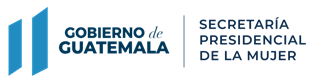 GOBIERNO de
GUATEMALA
SECRETARÍA
PRESIDENCIAL
DE LA MUJER